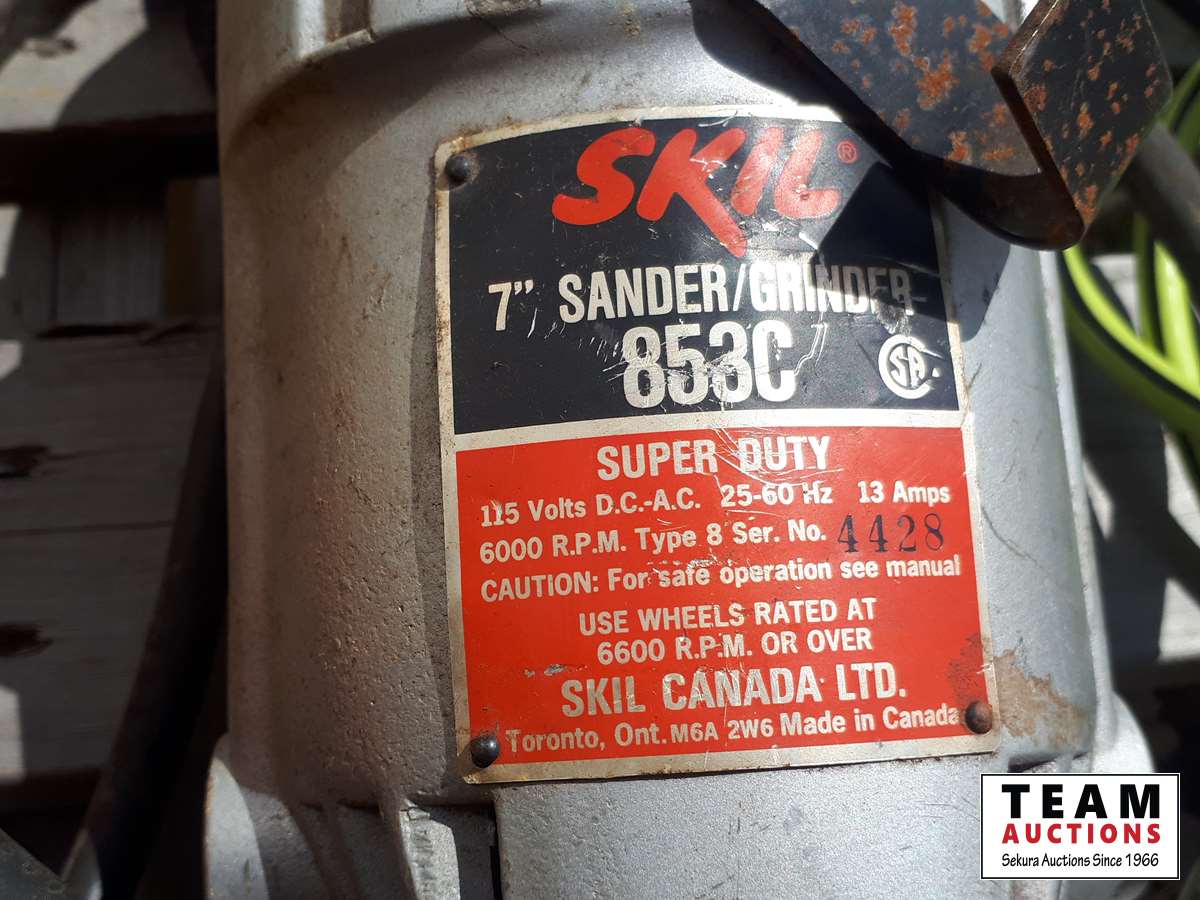 SKIL®
7” SANDER/GRINDER
853C
SA
SUPER DUTY
115 Volts D.C.-A.C. 25-60 Hz 13 Amps
6000 R.P.M. Type 8 Ser. No. 4428
CAUTION: For safe operation see manual
USE WHEELS RATED AT
6600 R.P.M. OR OVER
SKIL CANADA LTD.
Toronto, Ont. M6A 2W6 Made in Canada
TEAM
AUCTIONS
Sekura Auctions Since 1966